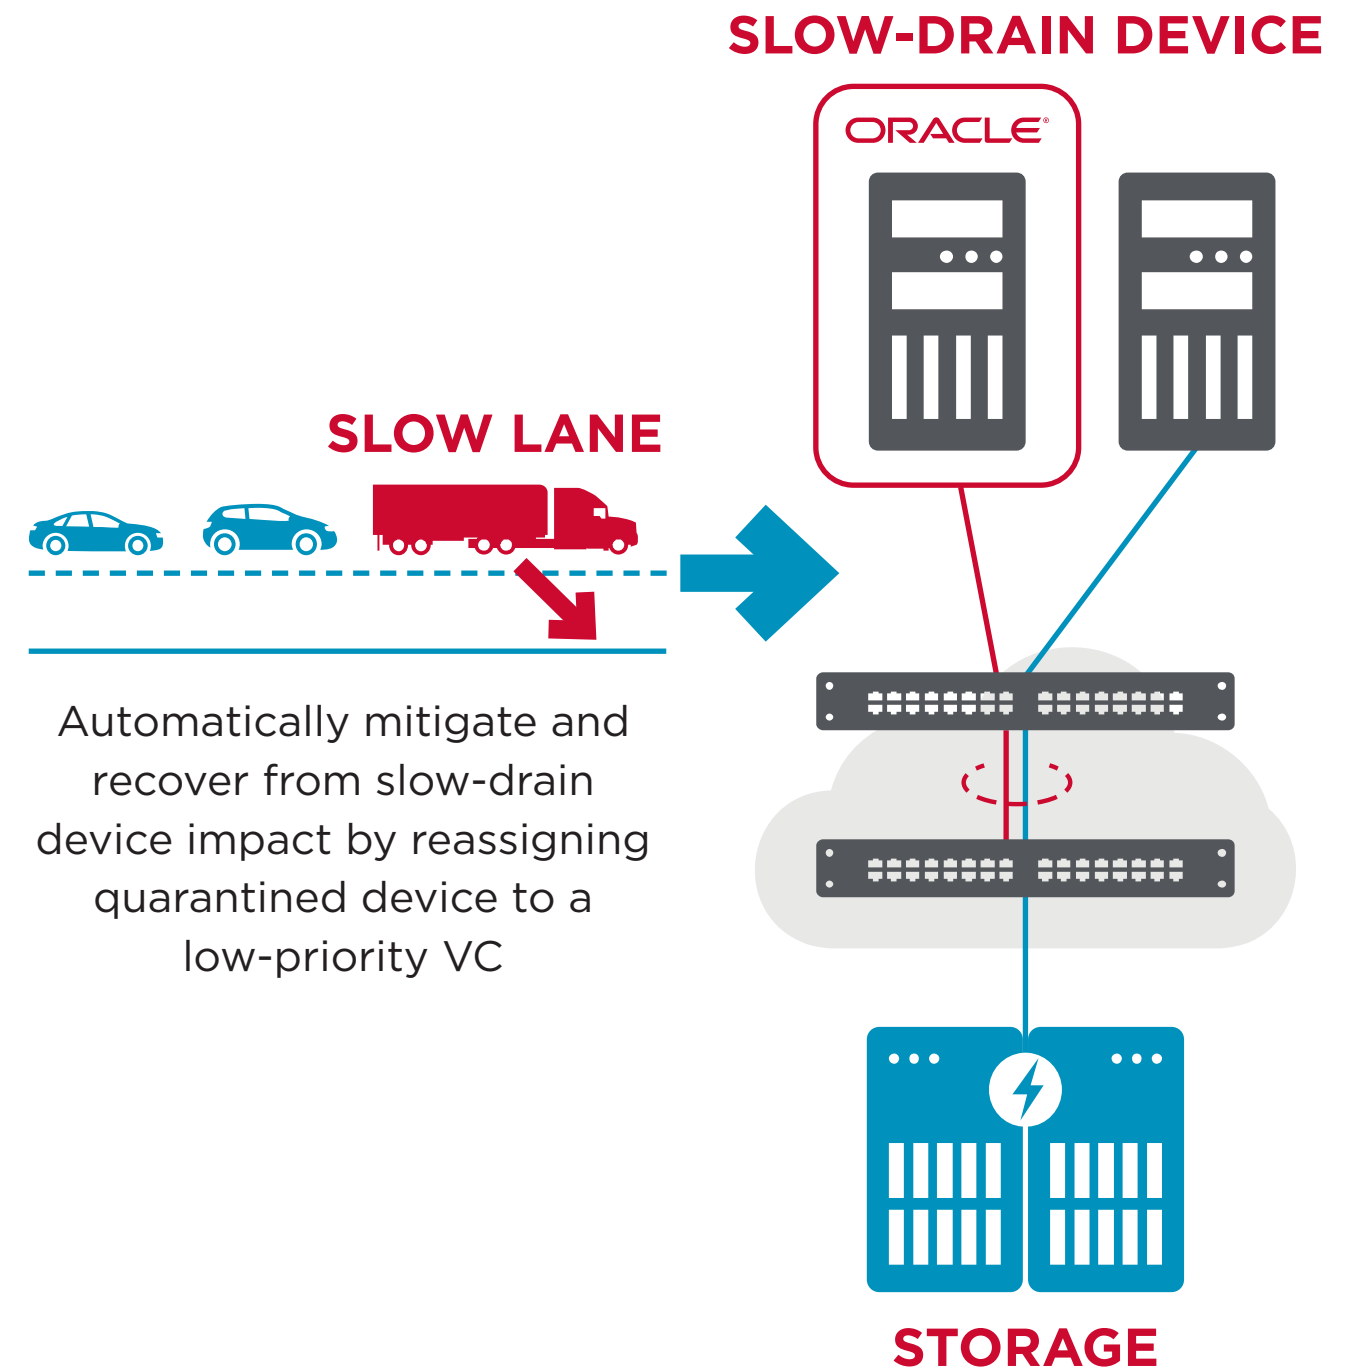 SLOW-DRAIN DEVICE
ORACLE®
SLOW LANE
Automatically mitigate and
recover from slow-drain
device impact by reassigning
quarantined device to a
low-priority VC
STORAGE